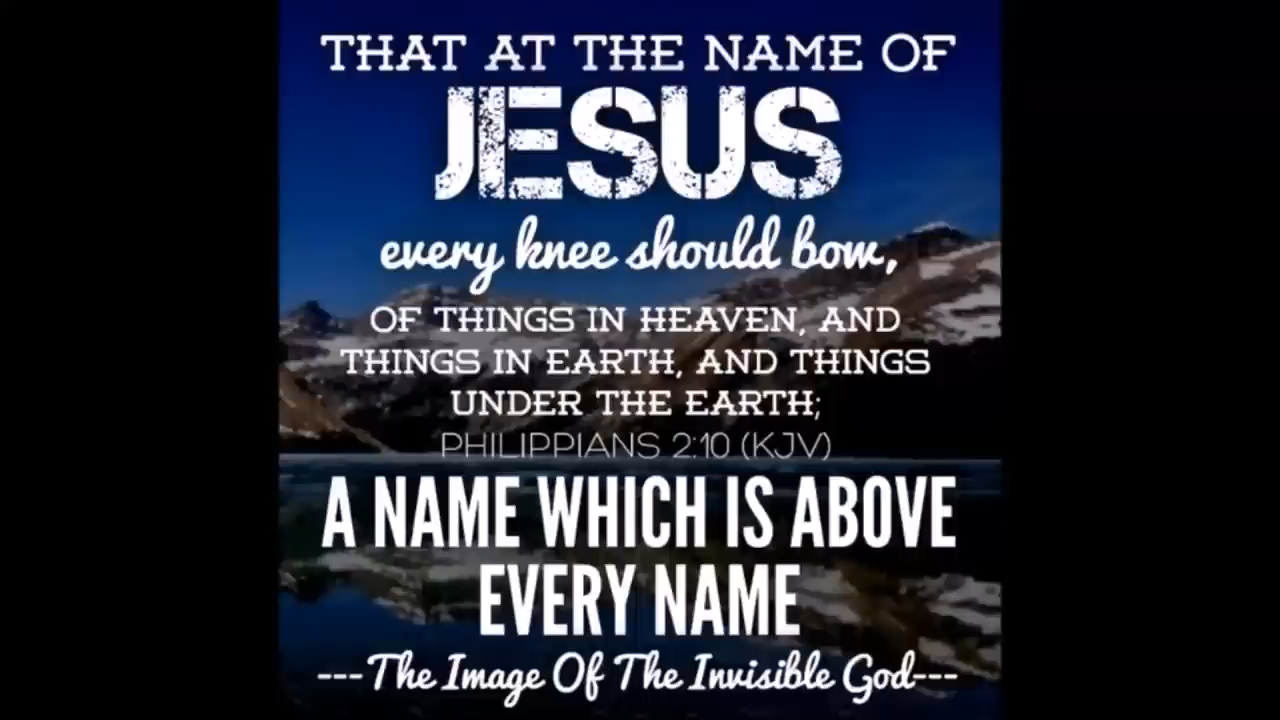 THAT AT THE NAME OF
JESUS
every knee should bow,
OF THINGS IN HEAVEN, AND
THINGS IN EARTH, AND THINGS
UNDER THE EARTH;
PHILIPPIANS 2:10 (KJV)
A NAME WHICH IS ABOVE
EVERY NAME
---The Image Of The Invisible God---